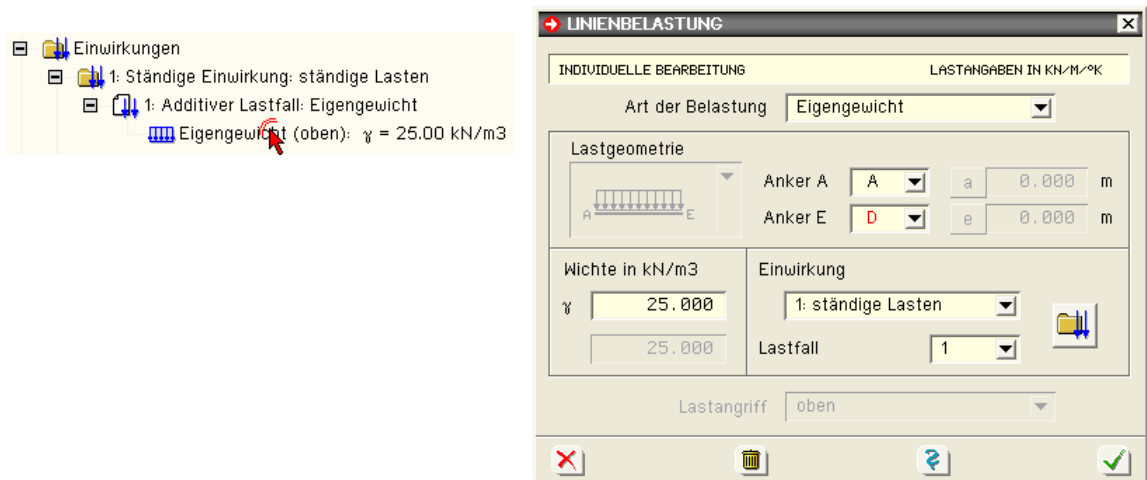 Einwirkungen
1: Ständige Einwirkung: ständige Lasten
1: Additiver Lastfall: Eigengewicht
Eigengewicht (oben): γ = 25.00 kN/m3
LINIENBELASTUNG
INDIVIDUELLE BEARBEITUNG LASTANGABEN IN KN/M/°K
Art der Belastung Eigengewicht
Lastgeometrie
A E
Anker A A a 0.000 m
Anker E D e 0.000 m
Wichte in kN/m3
γ 25.000
25.000
Einwirkung
1: ständige Lasten
Lastfall 1
Lastangriff oben